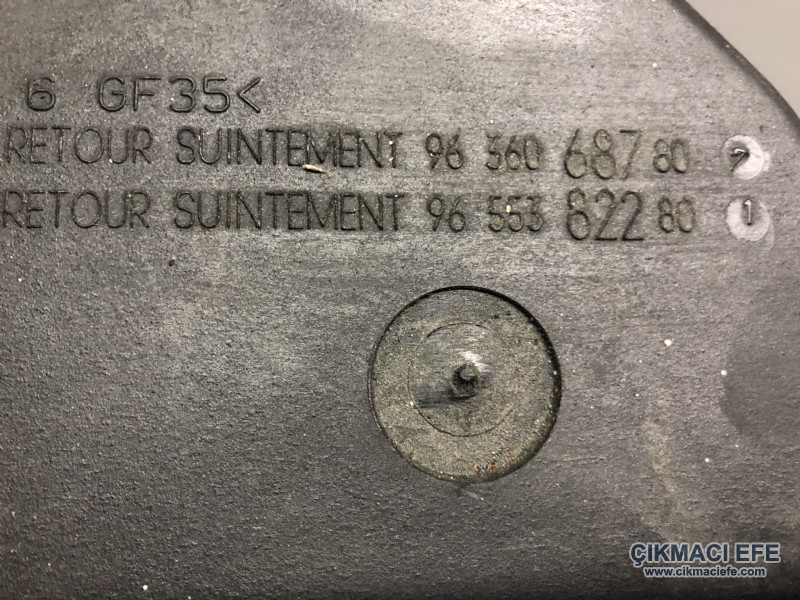 6 GF35<
RETOUR SUINTEMENT 96 360 687 80 2
RETOUR SUINTEMENT 96 553 822 80 1
ÇIKMACI EFE
www.cikmaciefe.com